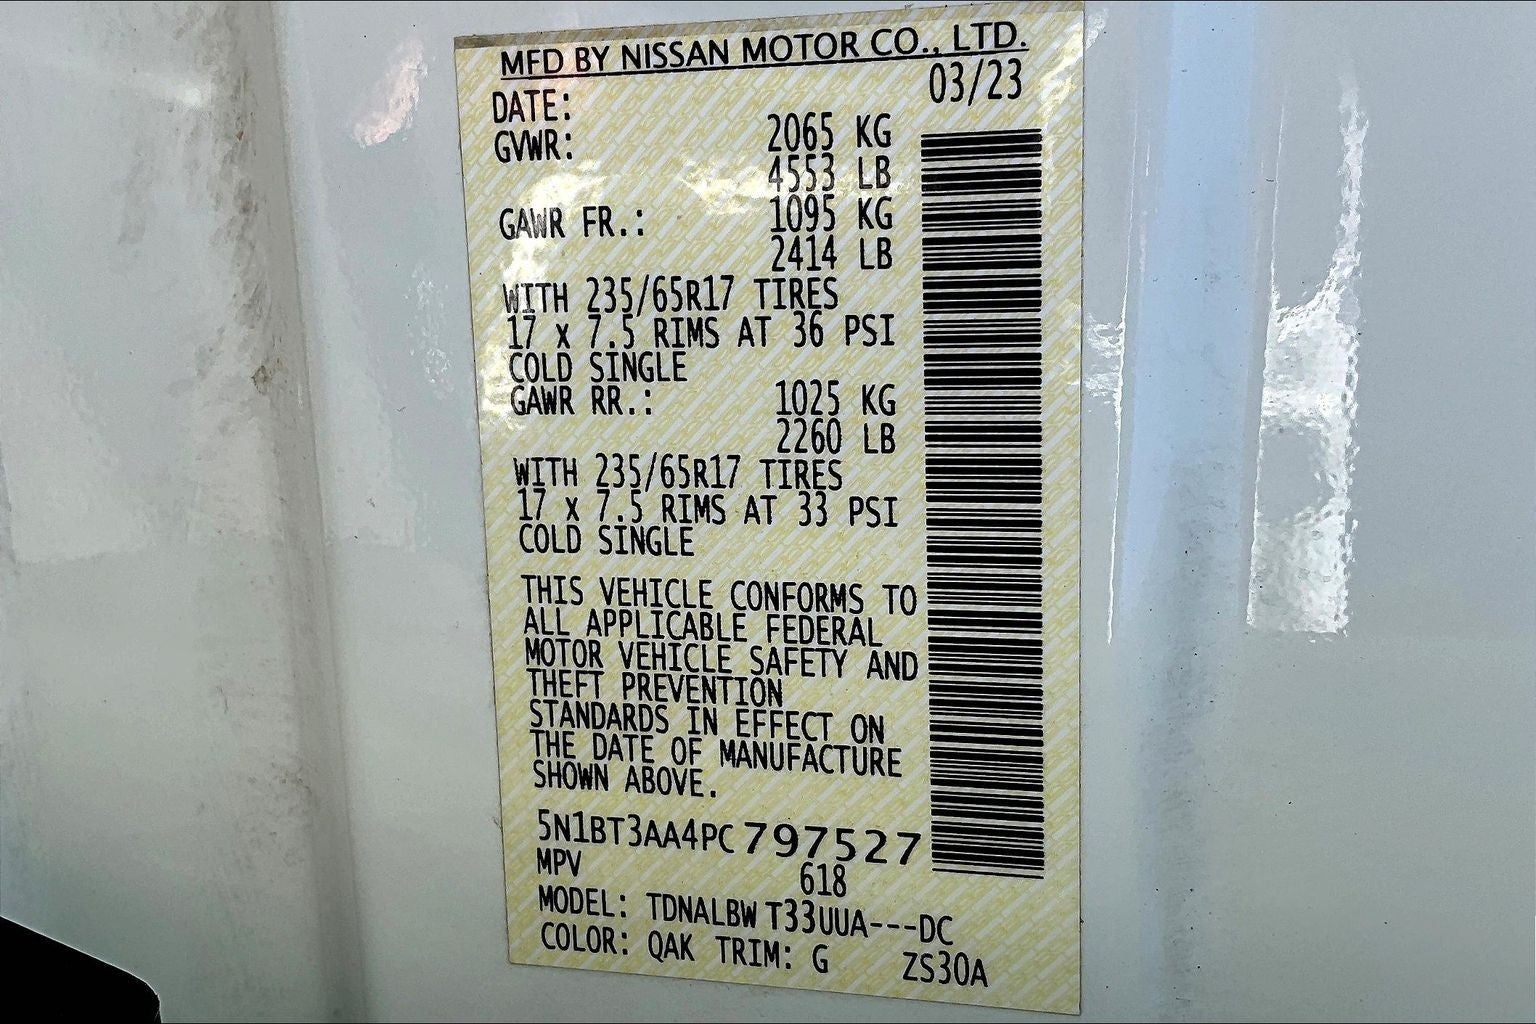 MFD BY NISSAN MOTOR CO., LTD.
DATE: 03/23
GVWR: 2065 KG
4553 LB
GAWR FR.: 1095 KG
2414 LB
WITH 235/65R17 TIRES
17 x 7.5 RIMS AT 36 PSI
COLD SINGLE
GAWR RR.: 1025 KG
2260 LB
WITH 235/65R17 TIRES
17 x 7.5 RIMS AT 33 PSI
COLD SINGLE
THIS VEHICLE CONFORMS TO
ALL APPLICABLE FEDERAL
MOTOR VEHICLE SAFETY AND
THEFT PREVENTION
STANDARDS IN EFFECT ON
THE DATE OF MANUFACTURE
SHOWN ABOVE.
5N1BT3AA4PC797527
MPV 618
MODEL: TDNALBW T33UUA---DC
COLOR: QAK TRIM: G ZS30A